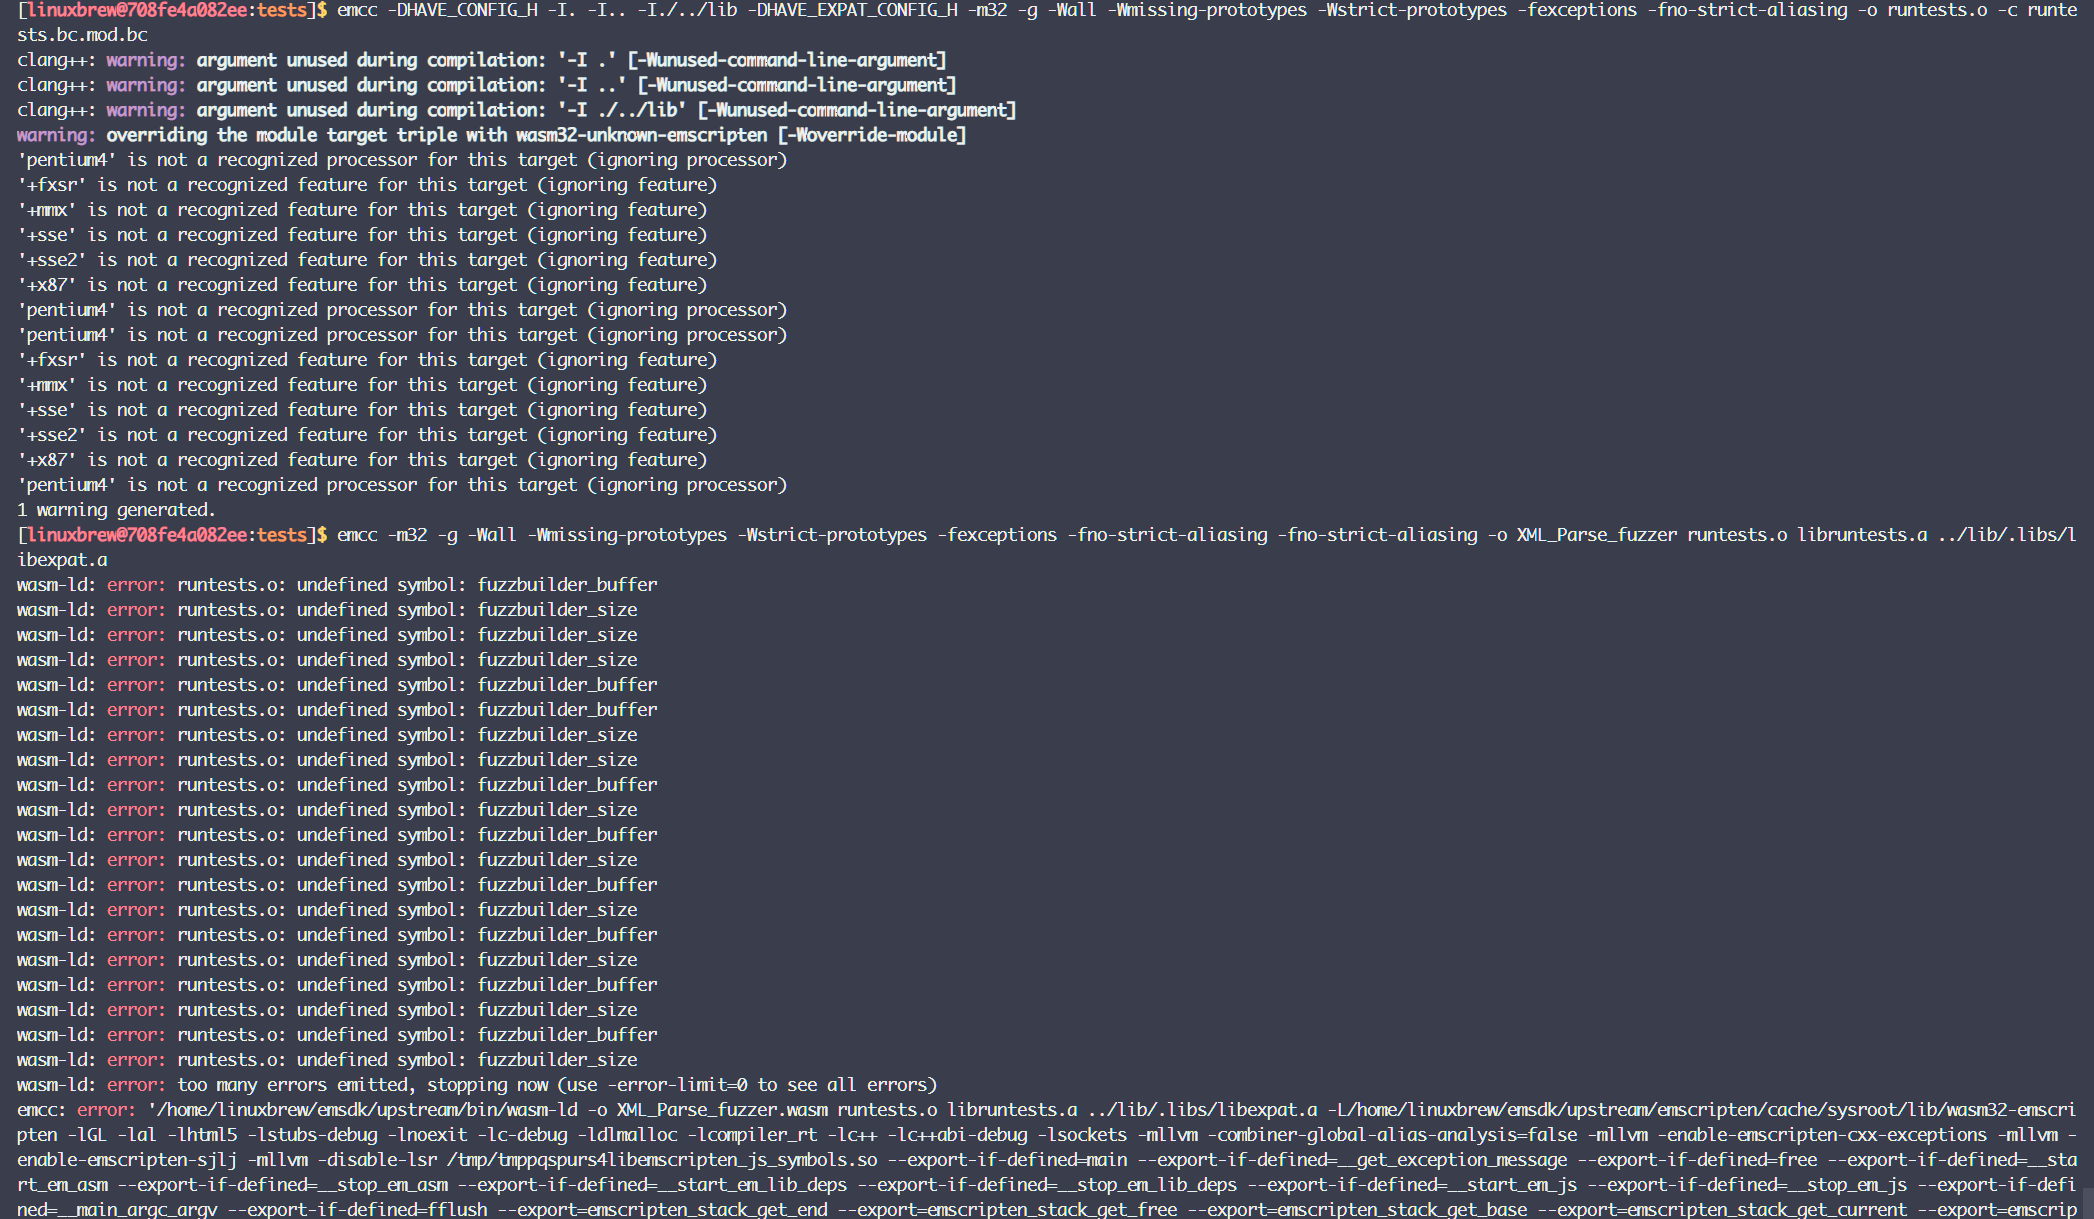 [linuxbrew@708fe4a082ee:tests]$ emcc -DHAVE_CONFIG_H -I. -I.. -I./../lib -DHAVE_EXPAT_CONFIG_H -m32 -g -Wall -Wmissing-prototypes -Wstrict-prototypes -fexceptions -fno-strict-aliasing -o runtests.o -c runte
sts.bc.mod.bc
clang++: warning: argument unused during compilation: '-I .' [-Wunused-command-line-argument]
clang++: warning: argument unused during compilation: '-I ..' [-Wunused-command-line-argument]
clang++: warning: argument unused during compilation: '-I ./../lib' [-Wunused-command-line-argument]
warning: overriding the module target triple with wasm32-unknown-emscripten [-Woverride-module]
'pentium4' is not a recognized processor for this target (ignoring processor)
'+fxsr' is not a recognized feature for this target (ignoring feature)
'+mmx' is not a recognized feature for this target (ignoring feature)
'+sse' is not a recognized feature for this target (ignoring feature)
'+sse2' is not a recognized feature for this target (ignoring feature)
'+x87' is not a recognized feature for this target (ignoring feature)
'pentium4' is not a recognized processor for this target (ignoring processor)
'pentium4' is not a recognized processor for this target (ignoring processor)
'+fxsr' is not a recognized feature for this target (ignoring feature)
'+mmx' is not a recognized feature for this target (ignoring feature)
'+sse' is not a recognized feature for this target (ignoring feature)
'+sse2' is not a recognized feature for this target (ignoring feature)
'+x87' is not a recognized feature for this target (ignoring feature)
'pentium4' is not a recognized processor for this target (ignoring processor)
1 warning generated.
[linuxbrew@708fe4a082ee:tests]$ emcc -m32 -g -Wall -Wmissing-prototypes -Wstrict-prototypes -fexceptions -fno-strict-aliasing -fno-strict-aliasing -o XML_Parse_fuzzer runtests.o libruntests.a ../lib/.libs/l
ibexpat.a
wasm-ld: error: runtests.o: undefined symbol: fuzzbuilder_buffer
wasm-ld: error: runtests.o: undefined symbol: fuzzbuilder_size
wasm-ld: error: runtests.o: undefined symbol: fuzzbuilder_size
wasm-ld: error: runtests.o: undefined symbol: fuzzbuilder_size
wasm-ld: error: runtests.o: undefined symbol: fuzzbuilder_buffer
wasm-ld: error: runtests.o: undefined symbol: fuzzbuilder_buffer
wasm-ld: error: runtests.o: undefined symbol: fuzzbuilder_size
wasm-ld: error: runtests.o: undefined symbol: fuzzbuilder_size
wasm-ld: error: runtests.o: undefined symbol: fuzzbuilder_buffer
wasm-ld: error: runtests.o: undefined symbol: fuzzbuilder_size
wasm-ld: error: runtests.o: undefined symbol: fuzzbuilder_buffer
wasm-ld: error: runtests.o: undefined symbol: fuzzbuilder_size
wasm-ld: error: runtests.o: undefined symbol: fuzzbuilder_buffer
wasm-ld: error: runtests.o: undefined symbol: fuzzbuilder_size
wasm-ld: error: runtests.o: undefined symbol: fuzzbuilder_buffer
wasm-ld: error: runtests.o: undefined symbol: fuzzbuilder_size
wasm-ld: error: runtests.o: undefined symbol: fuzzbuilder_buffer
wasm-ld: error: runtests.o: undefined symbol: fuzzbuilder_size
wasm-ld: error: runtests.o: undefined symbol: fuzzbuilder_buffer
wasm-ld: error: runtests.o: undefined symbol: fuzzbuilder_size
wasm-ld: error: too many errors emitted, stopping now (use -error-limit=0 to see all errors)
emcc: error: '/home/linuxbrew/emsdk/upstream/bin/wasm-ld -o XML_Parse_fuzzer.wasm runtests.o libruntests.a ../lib/.libs/libexpat.a -L/home/linuxbrew/emsdk/upstream/emscripten/cache/sysroot/lib/wasm32-emscri
pten -lGL -lal -lhtml5 -lstubs-debug -lnoexit -lc-debug -ldlmalloc -lcompiler_rt -lc++ -lc++abi-debug -lsockets -mllvm -combiner-global-alias-analysis=false -mllvm -enable-emscripten-cxx-exceptions -mllvm -
enable-emscripten-sjlj -mllvm -disable-lsr /tmp/tmppqspurs4libemscripten_js_symbols.so --export-if-defined=main --export-if-defined=__get_exception_message --export-if-defined=free --export-if-defined=__sta
rt_em_asm --export-if-defined=__stop_em_asm --export-if-defined=__start_em_lib_deps --export-if-defined=__stop_em_lib_deps --export-if-defined=__start_em_js --export-if-defined=__stop_em_js --export-if-defi
ned=__main_argc_argv --export-if-defined=fflush --export=emscripten_stack_get_end --export=emscripten_stack_get_free --export=emscripten_stack_get_base --export=emscripten_stack_get_current --export=emscrip